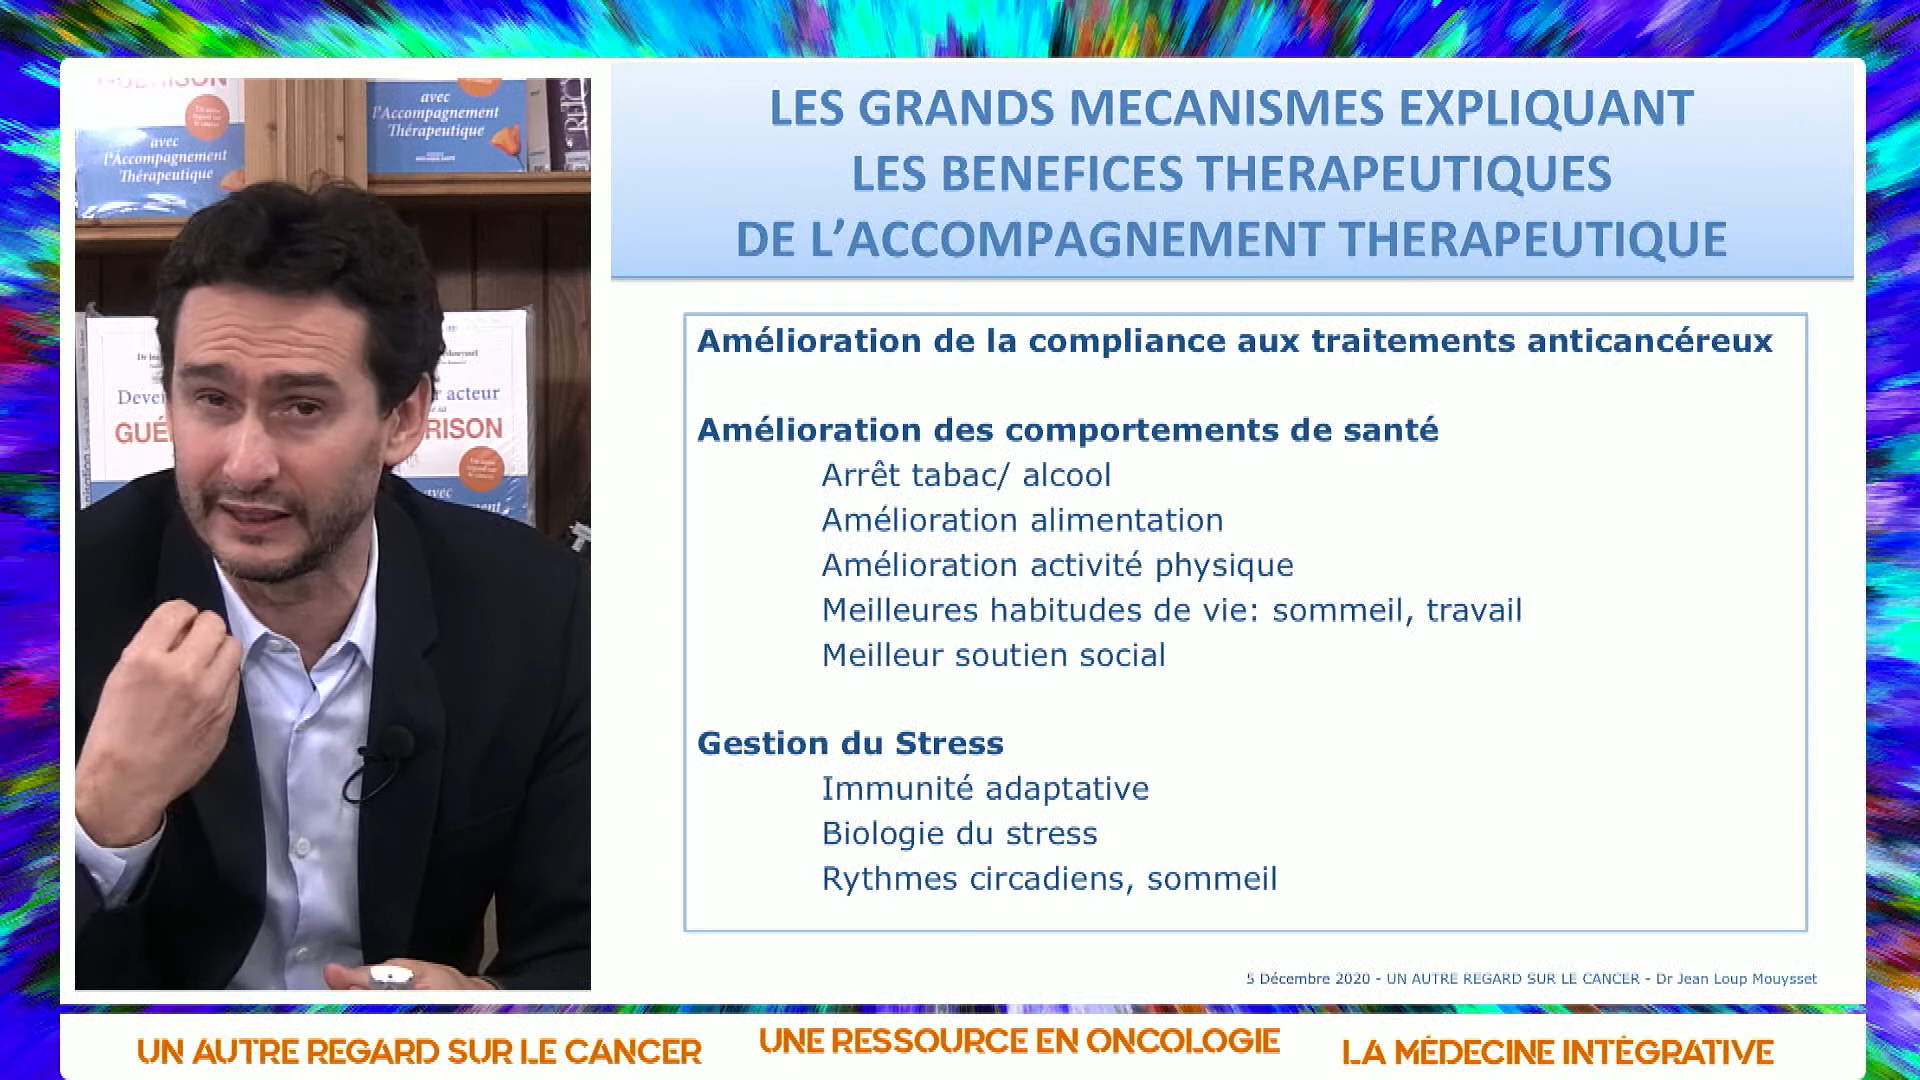 GUÉRISON
avec
l'Accompagnement
Thérapeutique
avec
l'Accompagnement
Thérapeutique
Deve
r acteur
GUÉ
RISON
avec
LES GRANDS MECANISMES EXPLIQUANT
LES BENEFICES THERAPEUTIQUES
DE L’ACCOMPAGNEMENT THERAPEUTIQUE
Amélioration de la compliance aux traitements anticancéreux
Amélioration des comportements de santé
Arrêt tabac/ alcool
Amélioration alimentation
Amélioration activité physique
Meilleures habitudes de vie: sommeil, travail
Meilleur soutien social
Gestion du Stress
Immunité adaptative
Biologie du stress
Rythmes circadiens, sommeil
5 Décembre 2020 - UN AUTRE REGARD SUR LE CANCER - Dr Jean Loup Mouysset
UN AUTRE REGARD SUR LE CANCER
UNE RESSOURCE EN ONCOLOGIE
LA MÉDECINE INTÉGRATIVE